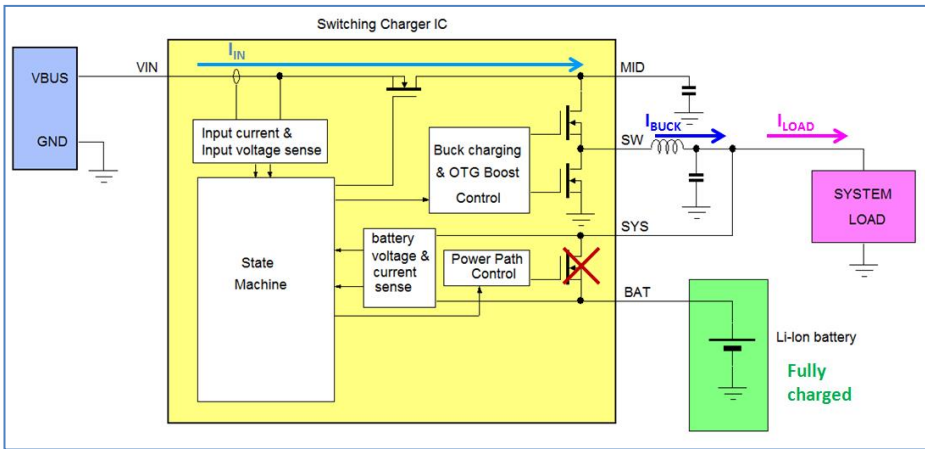 Switching Charger IC
IIN
VBUS
GND
VIN
MID
Input current &
Input voltage sense
Buck charging
& OTG Boost
Control
SW
IBUCK
ILOAD
SYSTEM
LOAD
SYS
State
Machine
battery
voltage &
current
sense
Power Path
Control
BAT
Li-Ion battery
Fully
charged